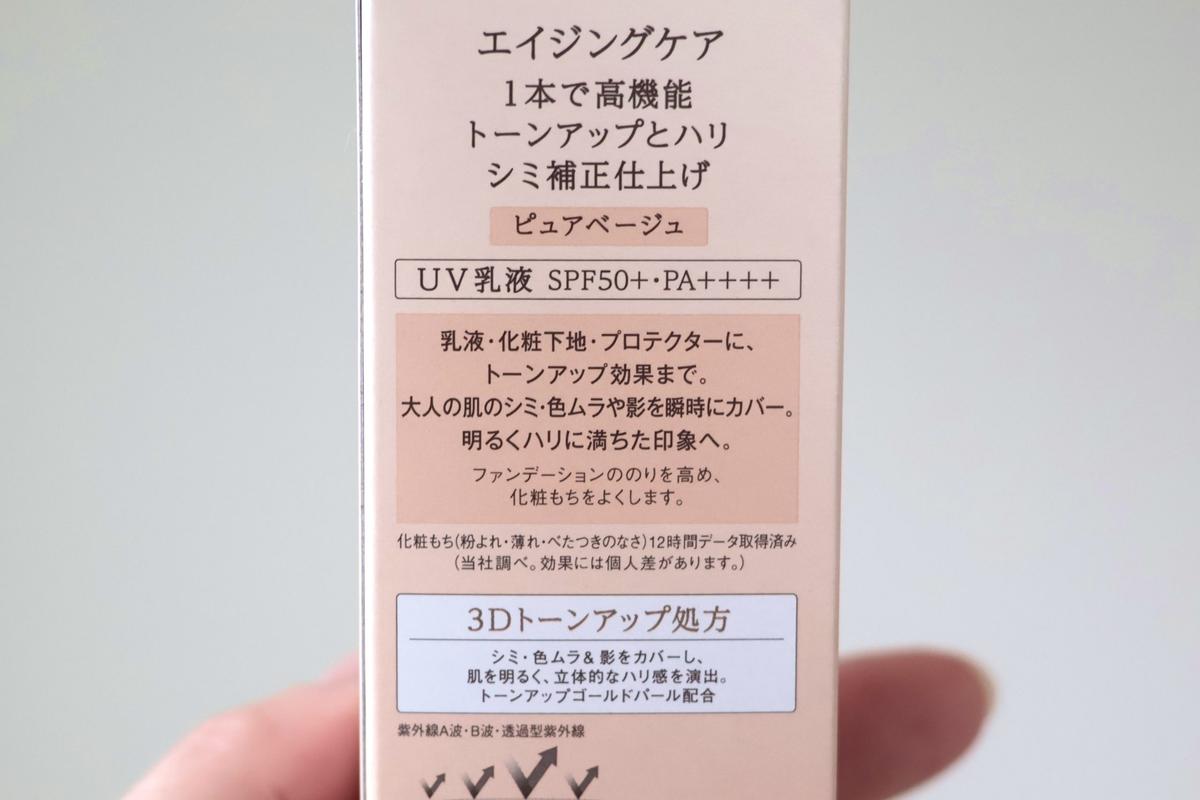 エイジングケア
1本で高機能
トーンアップとハリ
シミ補正仕上げ
ピュアベージュ
UV乳液 SPF50+・PA++++
乳液・化粧下地・プロテクターに、
トーンアップ効果まで。
大人の肌のシミ・色ムラや影を瞬時にカバー。
明るくハリに満ちた印象へ。
ファンデーションののりを高め、
化粧もちをよくします。
化粧もち(粉よれ・薄れ・べたつきのなさ)12時間データ取得済み
(当社調べ。効果には個人差があります。)
3Dトーンアップ処方
シミ・色ムラ&影をカバーし、
肌を明るく、立体的なハリ感を演出。
トーンアップゴールドパール配合
紫外線A波・B波・透過型紫外線